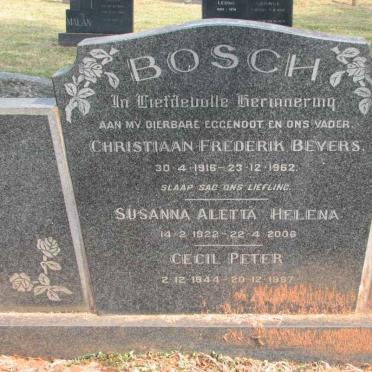 MALAN
BOSCH
In Liefdevolle Herinnering
AAN MY DIERBARE EGGENOOT EN ONS VADER.
CHRISTIAAN FREDERIK BEYERS.
30-4-1916-23-12-1962.
SLAAP SAG ONS LIEFLING.
SUSANNA ALETTA HELENA
14-2-1922-22-4-2006
CECIL PETER
2-12-1944-20-12-1997